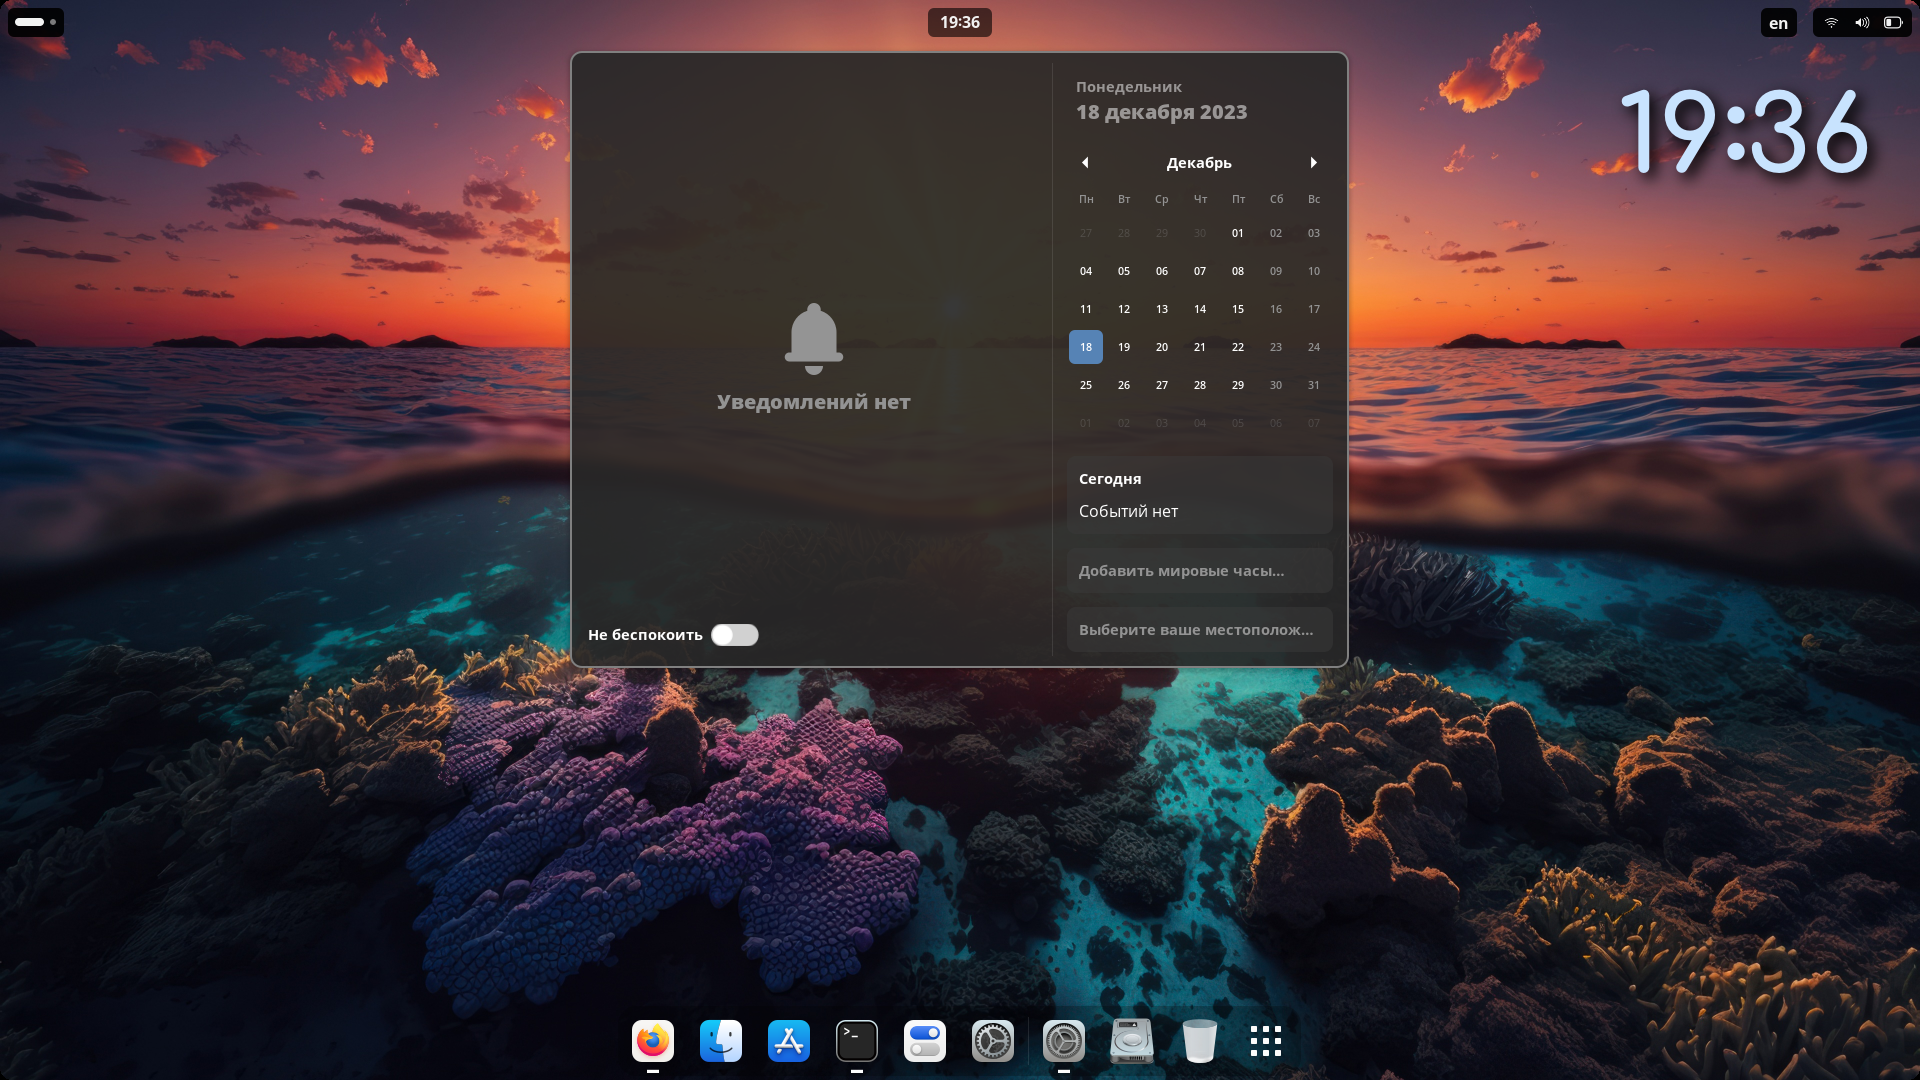 19:36
en
19:36
Понедельник
18 декабря 2023
Декабрь
Пн Вт Ср Чт Пт Сб Вс
27 28 29 30 01 02 03
04 05 06 07 08 09 10
11 12 13 14 15 16 17
18 19 20 21 22 23 24
25 26 27 28 29 30 31
01 02 03 04 05 06 07
Уведомлений нет
Сегодня
Событий нет
Добавить мировые часы…
Выберите ваше местополож…
Не беспокоить
>_